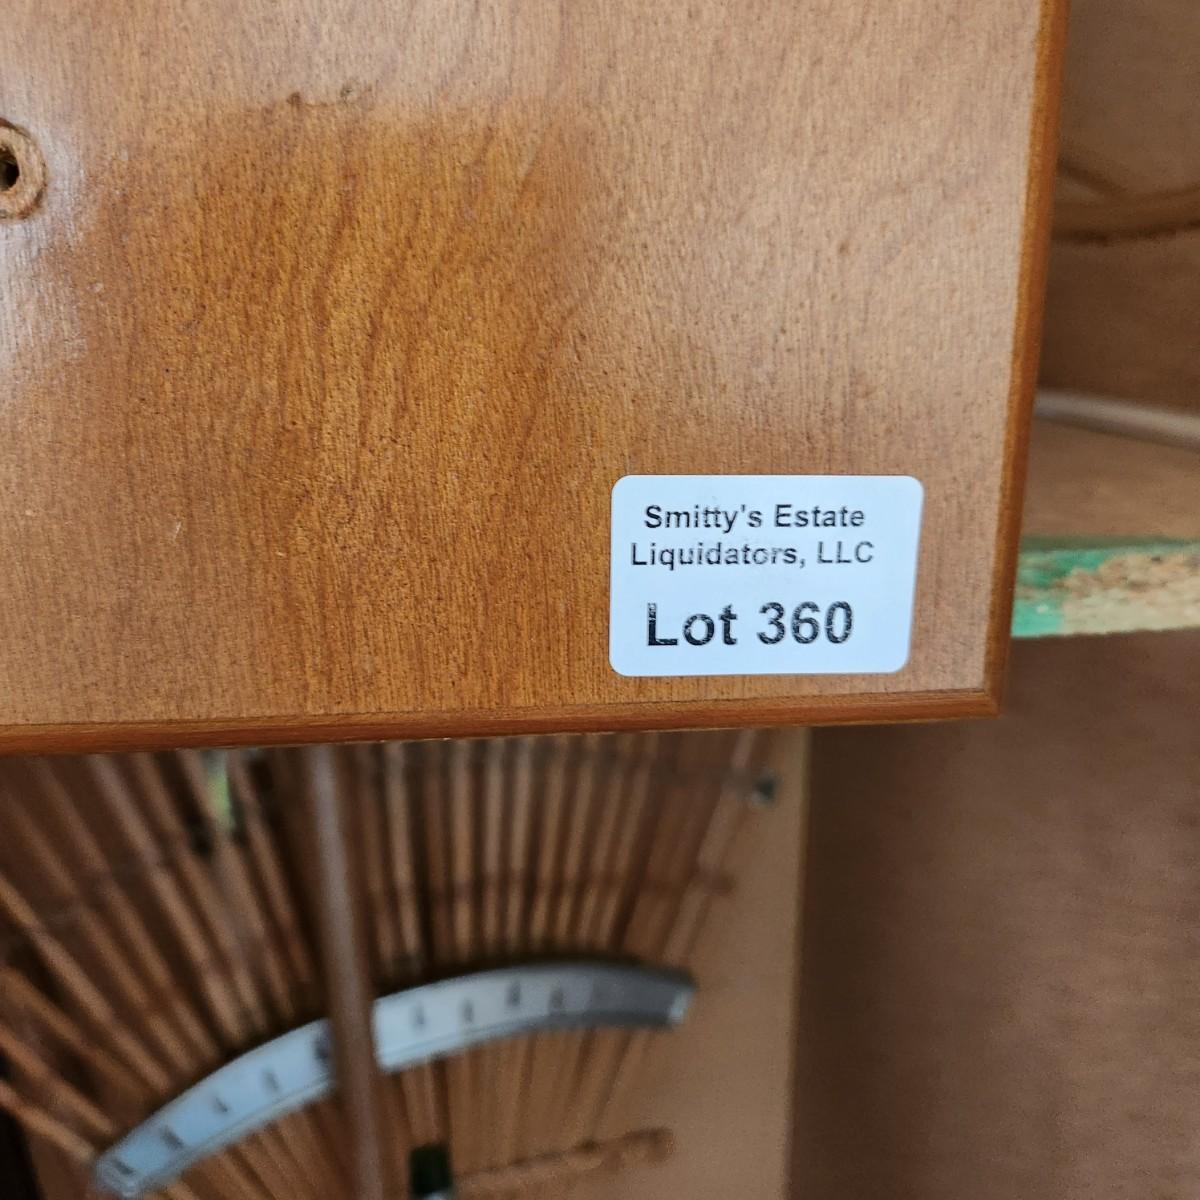 Smitty's Estate
Liquidators, LLC
Lot 360